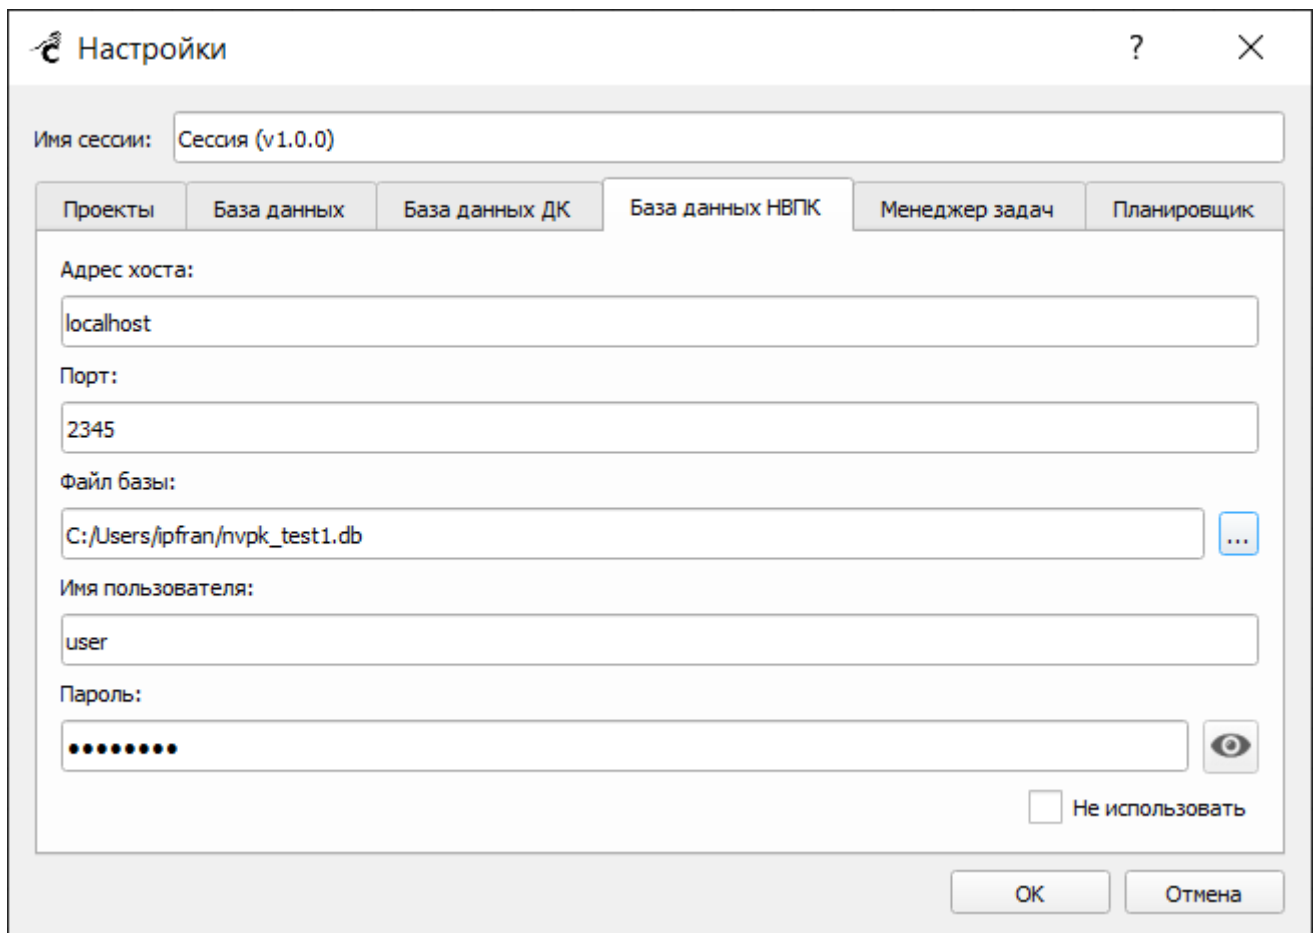 Настройки
?
Имя сессии: Сессия (v1.0.0)
Проекты База данных База данных ДК База данных НВПК Менеджер задач Планировщик
Адрес хоста:
localhost
Порт:
2345
Файл базы:
C:/Users/ipfran/nvpk_test1.db
...
Имя пользователя:
user
Пароль:
••••••••
Не использовать
OK Отмена